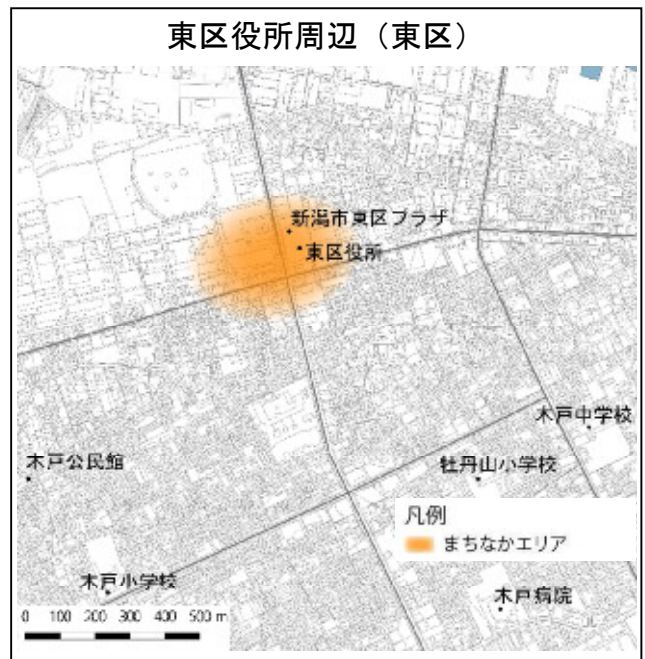 東区役所周辺（東区）
新潟市東区プラザ
東区役所
木戸中学校
木戸公民館
牡丹山小学校
凡例
まちなかエリア
木戸小学校
木戸病院
0 100 200 300 400 500 m